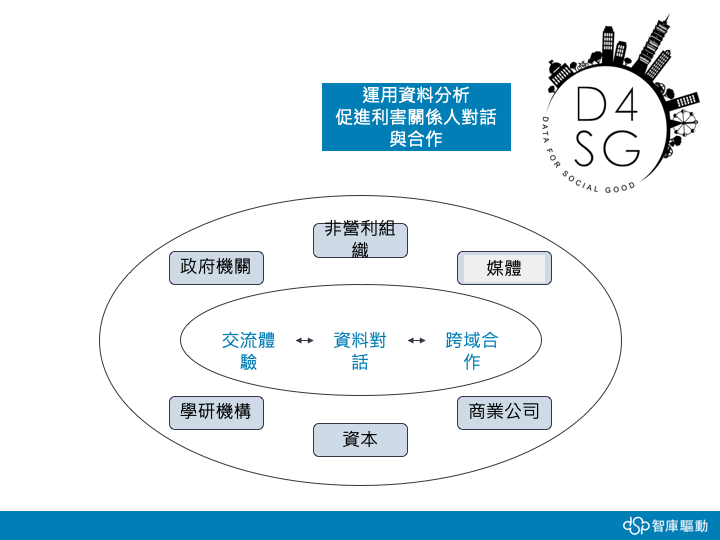 運用資料分析
促進利害關係人對話
與合作
D4
SG
DATA FOR SOCIAL GOOD
非營利組
織
政府機關
媒體
交流體
驗
資料對
話
跨域合
作
學研機構
商業公司
資本
dSp智庫驅動